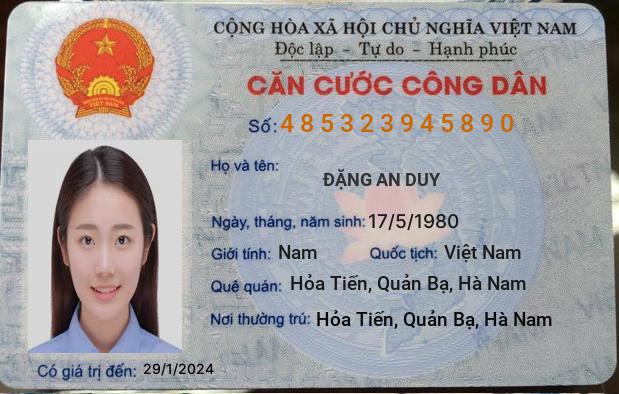 CỘNG HÒA XÃ HỘI CHỦ NGHĨA VIỆT NAM
Độc lập - Tự do - Hạnh phúc
CĂN CƯỚC CÔNG DÂN
Số: 485323945890
Họ và tên:
ĐẶNG AN DUY
Ngày, tháng, năm sinh: 17/5/1980
Giới tính: Nam Quốc tịch: Việt Nam
Quê quán: Hỏa Tiến, Quản Bạ, Hà Nam
Nơi thường trú: Hỏa Tiến, Quản Bạ, Hà Nam
Có giá trị đến: 29/1/2024
VIỆT NAM